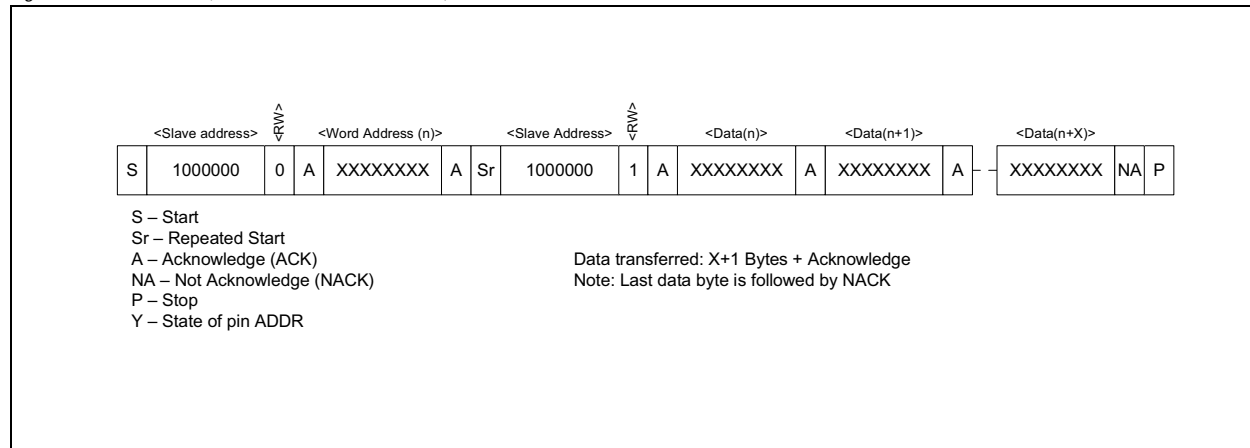 <Slave address> <RW> <Word Address (n)> <Slave Address> <RW> <Data(n)> <Data(n+1)> <Data(n+X)>
S 1000000 0 A XXXXXXXX A Sr 1000000 1 A XXXXXXXX A XXXXXXXX A XXXXXXXX NA P
S – Start
Sr – Repeated Start
A – Acknowledge (ACK)
NA – Not Acknowledge (NACK)
P – Stop
Y – State of pin ADDR
Data transferred: X+1 Bytes + Acknowledge
Note: Last data byte is followed by NACK